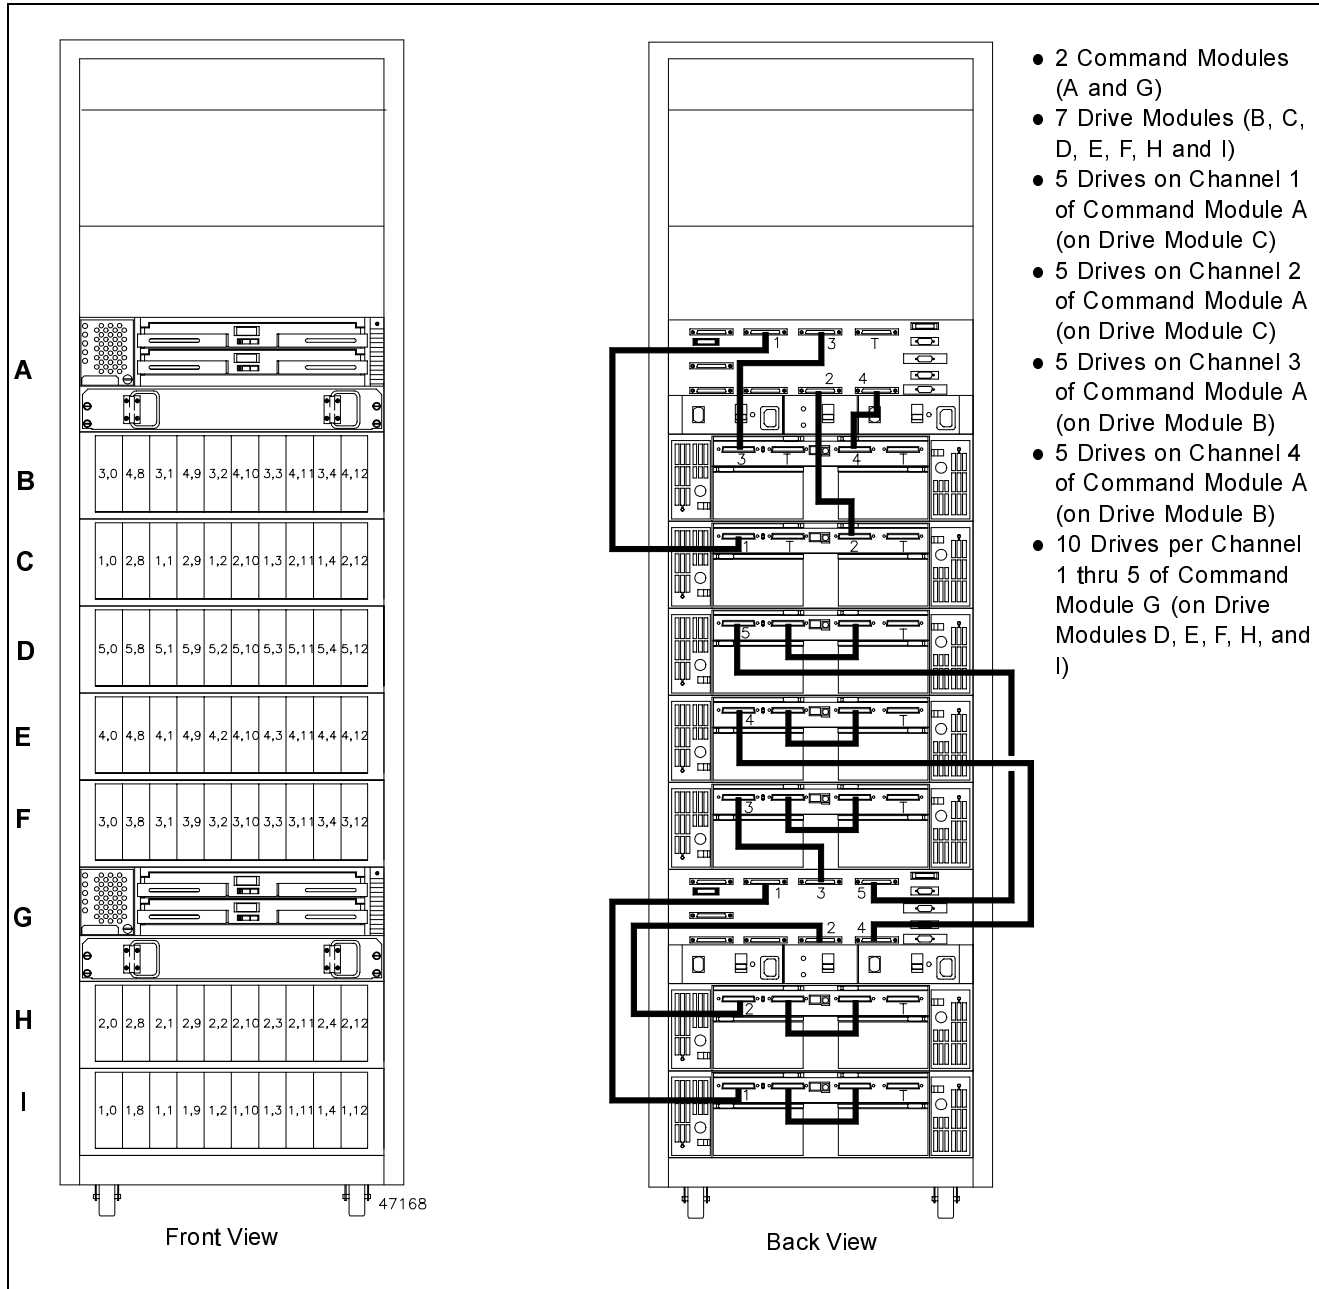 A
B
3,0 4,8 3,1 4,9 3,2 4,10 3,3 4,11 3,4 4,12
C
1,0 2,8 1,1 2,9 1,2 2,10 1,3 2,11 1,4 2,12
D
5,0 5,8 5,1 5,9 5,2 5,10 5,3 5,11 5,4 5,12
E
4,0 4,8 4,1 4,9 4,2 4,10 4,3 4,11 4,4 4,12
F
3,0 3,8 3,1 3,9 3,2 3,10 3,3 3,11 3,4 3,12
G
H
2,0 2,8 2,1 2,9 2,2 2,10 2,3 2,11 2,4 2,12
I
1,0 1,8 1,1 1,9 1,2 1,10 1,3 1,11 1,4 1,12
47168
Front View
1 3 T
2 4
3 T 4 T
1 T 2 T
5 T
4 T
3 T
1 3 5
2 4
2 T
1 T
Back View
● 2 Command Modules
(A and G)
● 7 Drive Modules (B, C,
D, E, F, H and I)
● 5 Drives on Channel 1
of Command Module A
(on Drive Module C)
● 5 Drives on Channel 2
of Command Module A
(on Drive Module C)
● 5 Drives on Channel 3
of Command Module A
(on Drive Module B)
● 5 Drives on Channel 4
of Command Module A
(on Drive Module B)
● 10 Drives per Channel
1 thru 5 of Command
Module G (on Drive
Modules D, E, F, H, and
I)